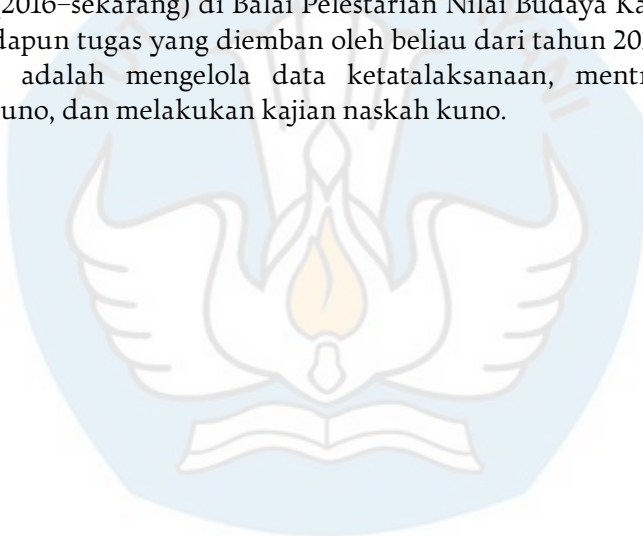 (2016–sekarang) di Balai Pelestarian Nilai Budaya Ka
dapun tugas yang diemban oleh beliau dari tahun 20
adalah mengelola data ketatalaksanaan, mentr
uno, dan melakukan kajian naskah kuno.